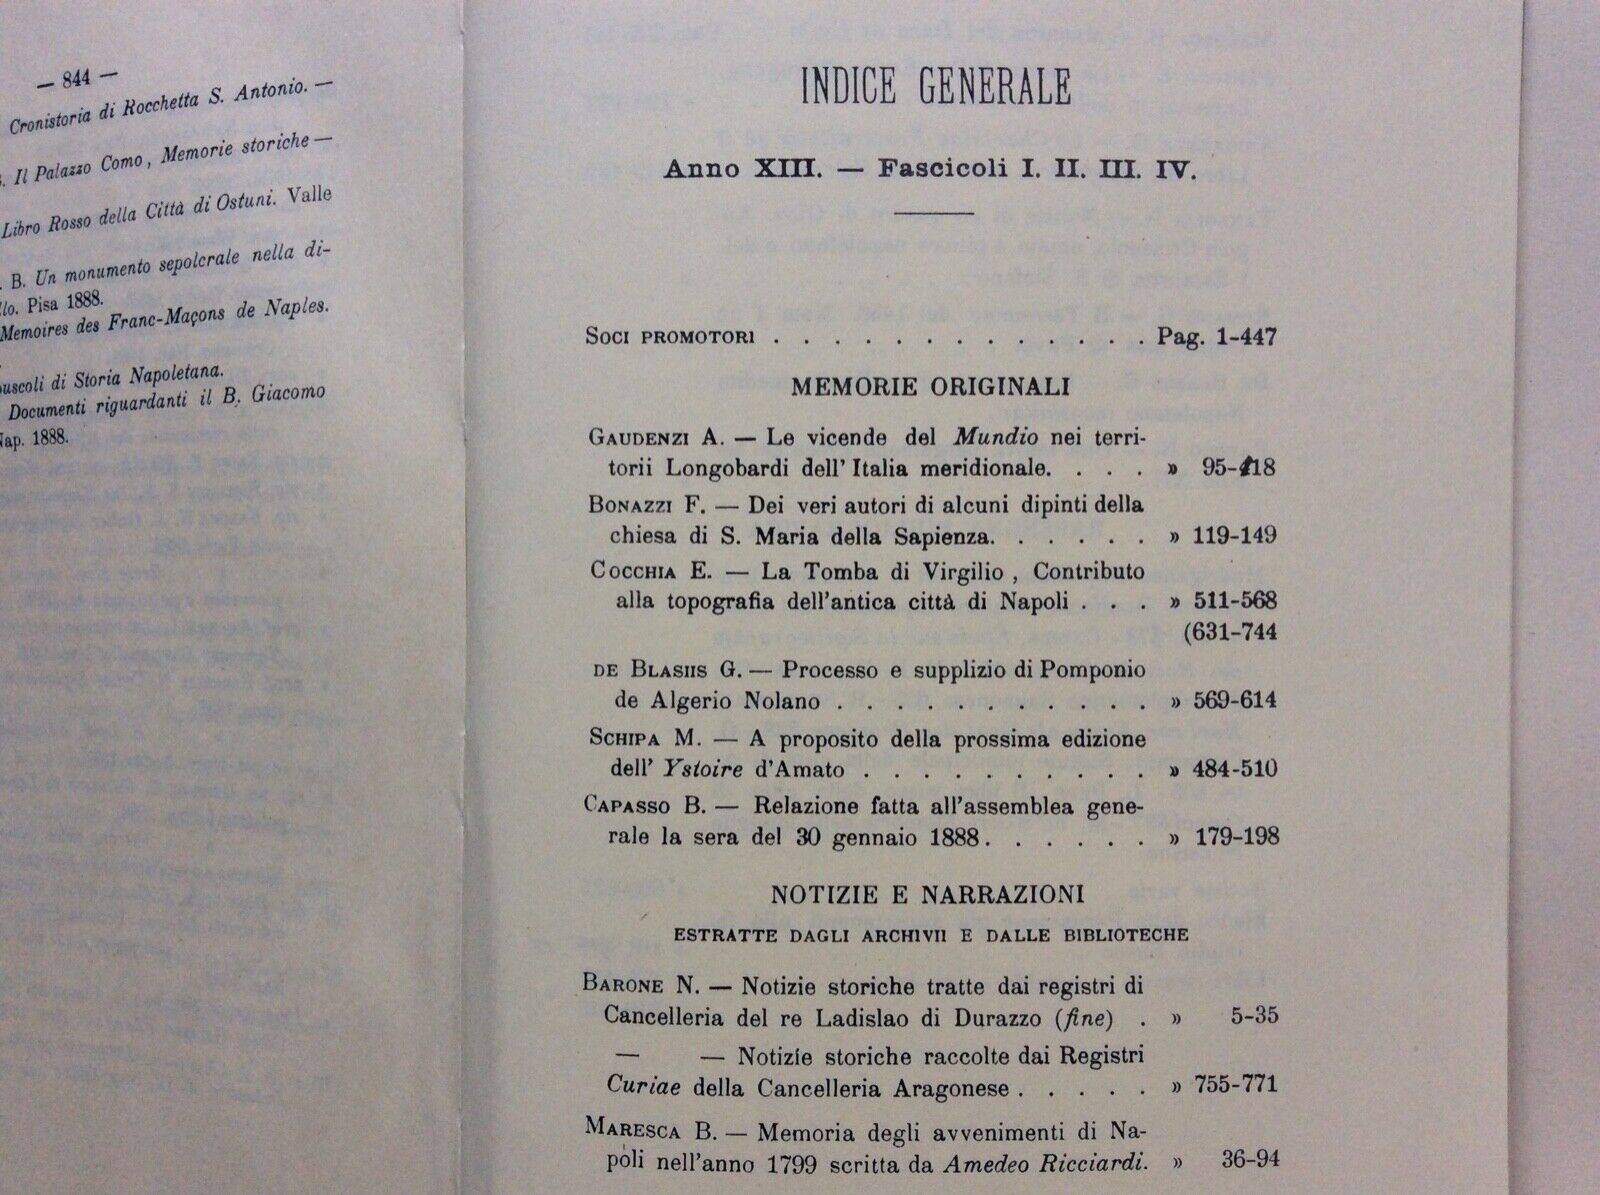 — 844 —
Cronistoria di Rocchetta S. Antonio. —
Il Palazzo Como, Memorie storiche —
Libro Rosso della Città di Ostuni. Valle
B. Un monumento sepolcrale nella di-
llo. Pisa 1888.
Memoires des Franc-Maçons de Naples.
uscoli di Storia Napoletana.
Documenti riguardanti il B. Giacomo
Nap. 1888.
INDICE GENERALE
Anno XIII. — Fascicoli I. II. III. IV.
SOCI PROMOTORI . . . . . . . . . . . . . Pag. 1-447
MEMORIE ORIGINALI
GAUDENZI A. — Le vicende del Mundio nei terri-
torii Longobardi dell' Italia meridionale. . . . » 95-118
BONAZZI F. — Dei veri autori di alcuni dipinti della
chiesa di S. Maria della Sapienza. . . . . . » 119-149
COCCHIA E. — La Tomba di Virgilio , Contributo
alla topografia dell'antica città di Napoli . . . » 511-568
(631-744
DE BLASIIS G. — Processo e supplizio di Pomponio
de Algerio Nolano . . . . . . . . . . . » 569-614
SCHIPA M. — A proposito della prossima edizione
dell' Ystoire d'Amato . . . . . . . . . . » 484-510
CAPASSO B. — Relazione fatta all'assemblea gene-
rale la sera del 30 gennaio 1888. . . . . . » 179-198
NOTIZIE E NARRAZIONI
ESTRATTE DAGLI ARCHIVII E DALLE BIBLIOTECHE
BARONE N. — Notizie storiche tratte dai registri di
Cancelleria del re Ladislao di Durazzo (fine) . » 5-35
— — Notizie storiche raccolte dai Registri
Curiae della Cancelleria Aragonese . . . . . » 755-771
MARESCA B. — Memoria degli avvenimenti di Na-
poli nell'anno 1799 scritta da Amedeo Ricciardi. » 36-94